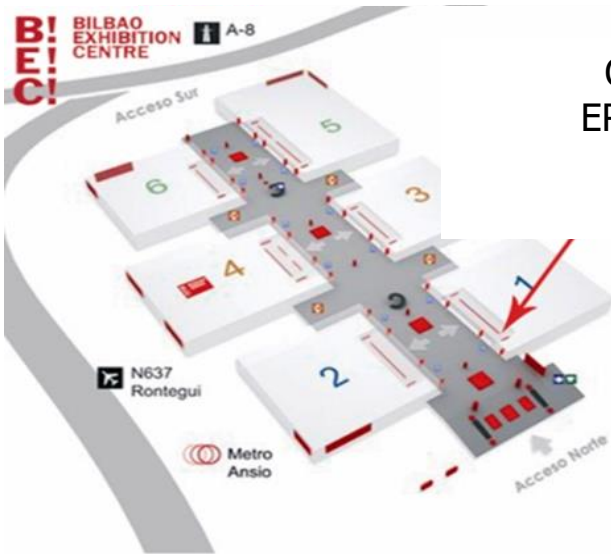 B! BILBAO
E! EXHIBITION
C! CENTRE
A-8
Acceso Sur
5
6
3
4
1
2
N637
Rontegui
Metro
Ansio
Acceso Norte